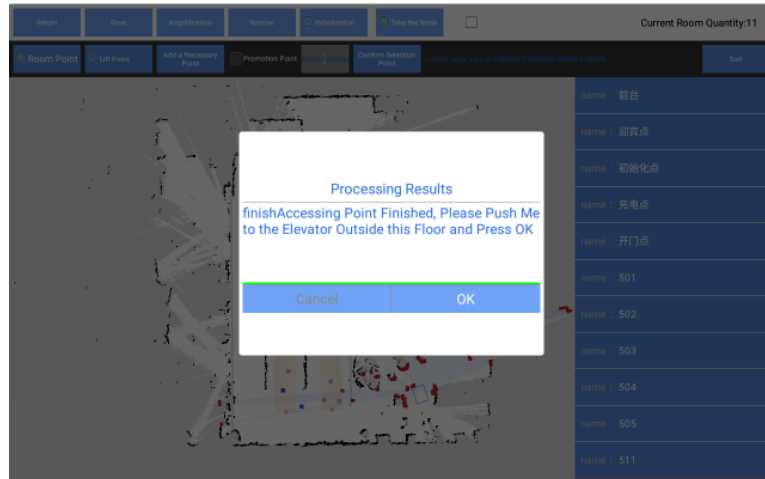 Return
Save
Amplification
Narrow
Initialization
Take the Node
Current Room Quantity:11
Room Point
Lift Point
Add a Necessary
Point
Promotion Point
Confirm Selection
Point
Sort
name： 前台
name： 迎宾点
name： 初始化点
name： 充电点
name： 开门点
name： 501
name： 502
name： 503
name： 504
name： 505
name： 511
Processing Results
finishAccessing Point Finished, Please Push Me
to the Elevator Outside this Floor and Press OK
Cancel
OK